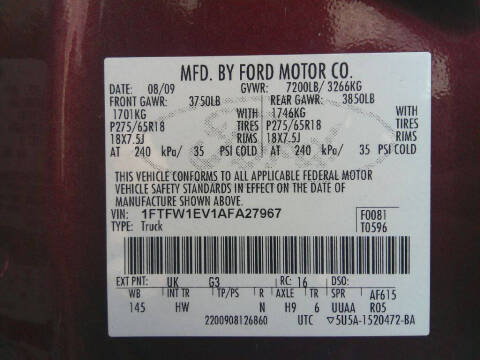 MFD. BY FORD MOTOR CO.
DATE: 08/09 GVWR: 7200LB/ 3266KG
FRONT GAWR: 3750LB REAR GAWR: 3850LB
1701KG WITH 1746KG WITH
P275/65R18 TIRES P275/65R18 TIRES
18X7.5J RIMS 18X7.5J RIMS
AT 240 kPa/ 35 PSI COLD AT 240 kPa/ 35 PSI COLD
THIS VEHICLE CONFORMS TO ALL APPLICABLE FEDERAL MOTOR
VEHICLE SAFETY STANDARDS IN EFFECT ON THE DATE OF
MANUFACTURE SHOWN ABOVE.
VIN: 1FTFW1EV1AFA27967 F0081
TYPE: Truck T0596
EXT PNT: UK G3 RC: 16 DSO:
WB INT TR TP/PS R AXLE TR SPR AF615
145 HW N H9 6 UUAA R05
2200908126860 UTC ▽5U5A-1520472-BA